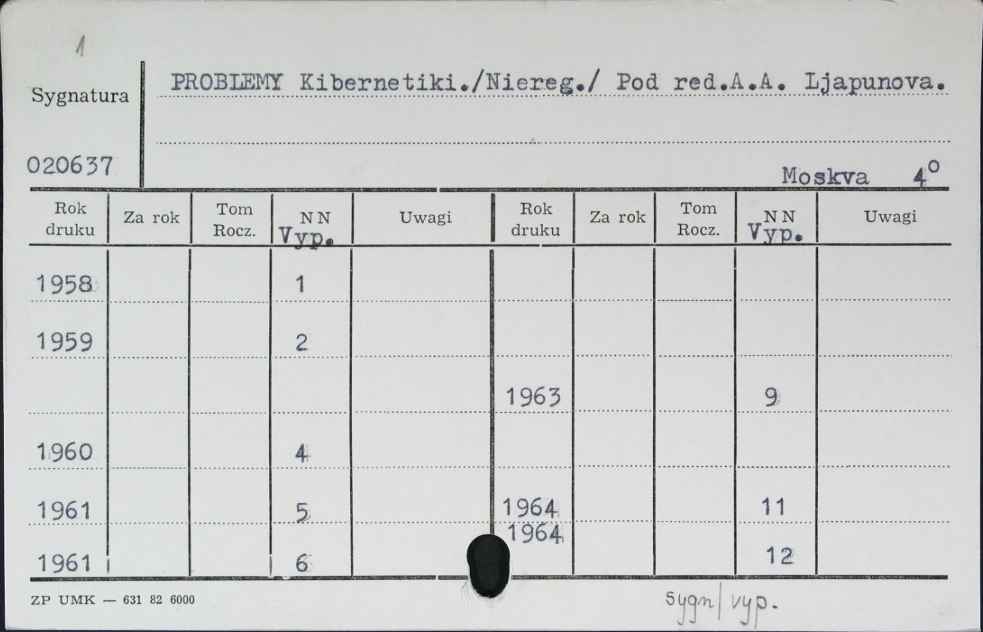 1
Sygnatura
PROBLEMY Kibernetiki./Niereg./ Pod red.A.A. Ljapunova.
020637
Moskva 4°
Rok druku Za rok Tom Rocz. NN Vyp. Uwagi Rok druku Za rok Tom Rocz. NN Vyp. Uwagi
1958 1
1959 2
1963 9
1960 4
1961 5 1964 11
1964
1961 6 12
ZP UMK — 631 82 6000
sygn/vyp.